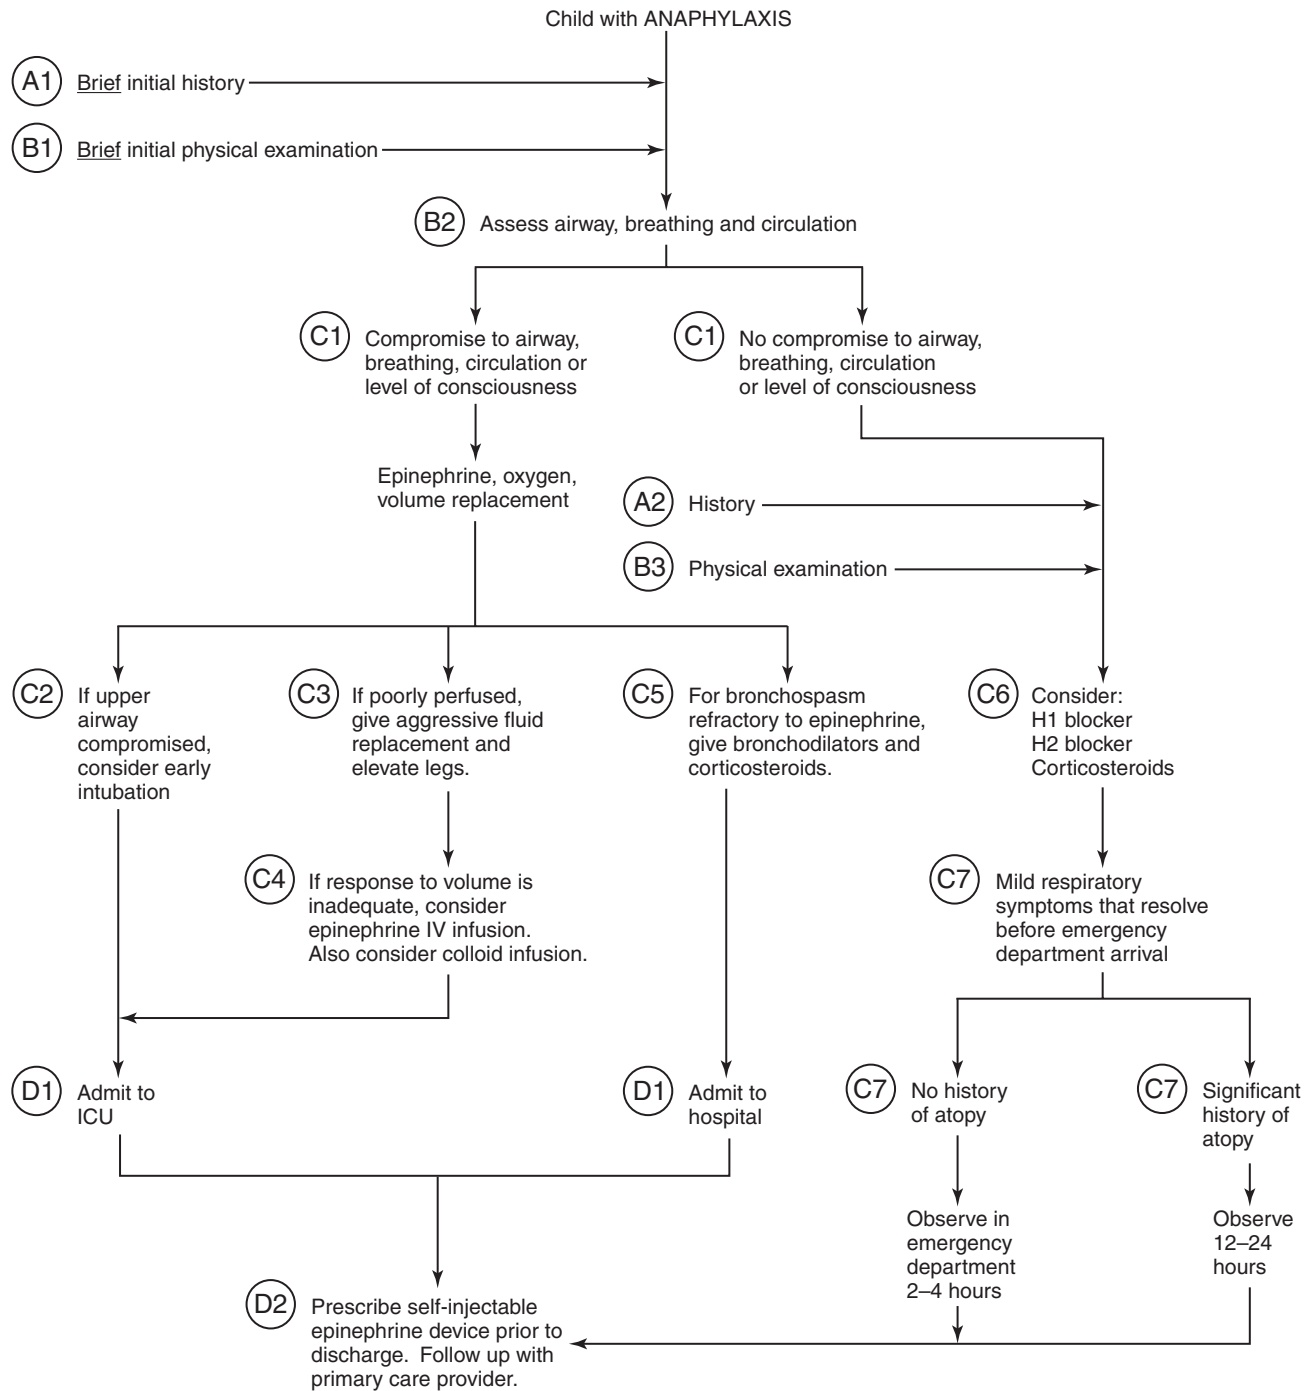 Child with ANAPHYLAXIS
A1 Brief initial history
B1 Brief initial physical examination
B2 Assess airway, breathing and circulation
C1 Compromise to airway,
breathing, circulation or
level of consciousness
C1 No compromise to airway,
breathing, circulation
or level of consciousness
Epinephrine, oxygen,
volume replacement
A2 History
B3 Physical examination
C2 If upper
airway
compromised,
consider early
intubation
C3 If poorly perfused,
give aggressive fluid
replacement and
elevate legs.
C5 For bronchospasm
refractory to epinephrine,
give bronchodilators and
corticosteroids.
C6 Consider:
H1 blocker
H2 blocker
Corticosteroids
C4 If response to volume is
inadequate, consider
epinephrine IV infusion.
Also consider colloid infusion.
C7 Mild respiratory
symptoms that resolve
before emergency
department arrival
D1 Admit to
ICU
D1 Admit to
hospital
C7 No history
of atopy
C7 Significant
history of
atopy
Observe in
emergency
department
2–4 hours
Observe
12–24
hours
D2 Prescribe self-injectable
epinephrine device prior to
discharge. Follow up with
primary care provider.